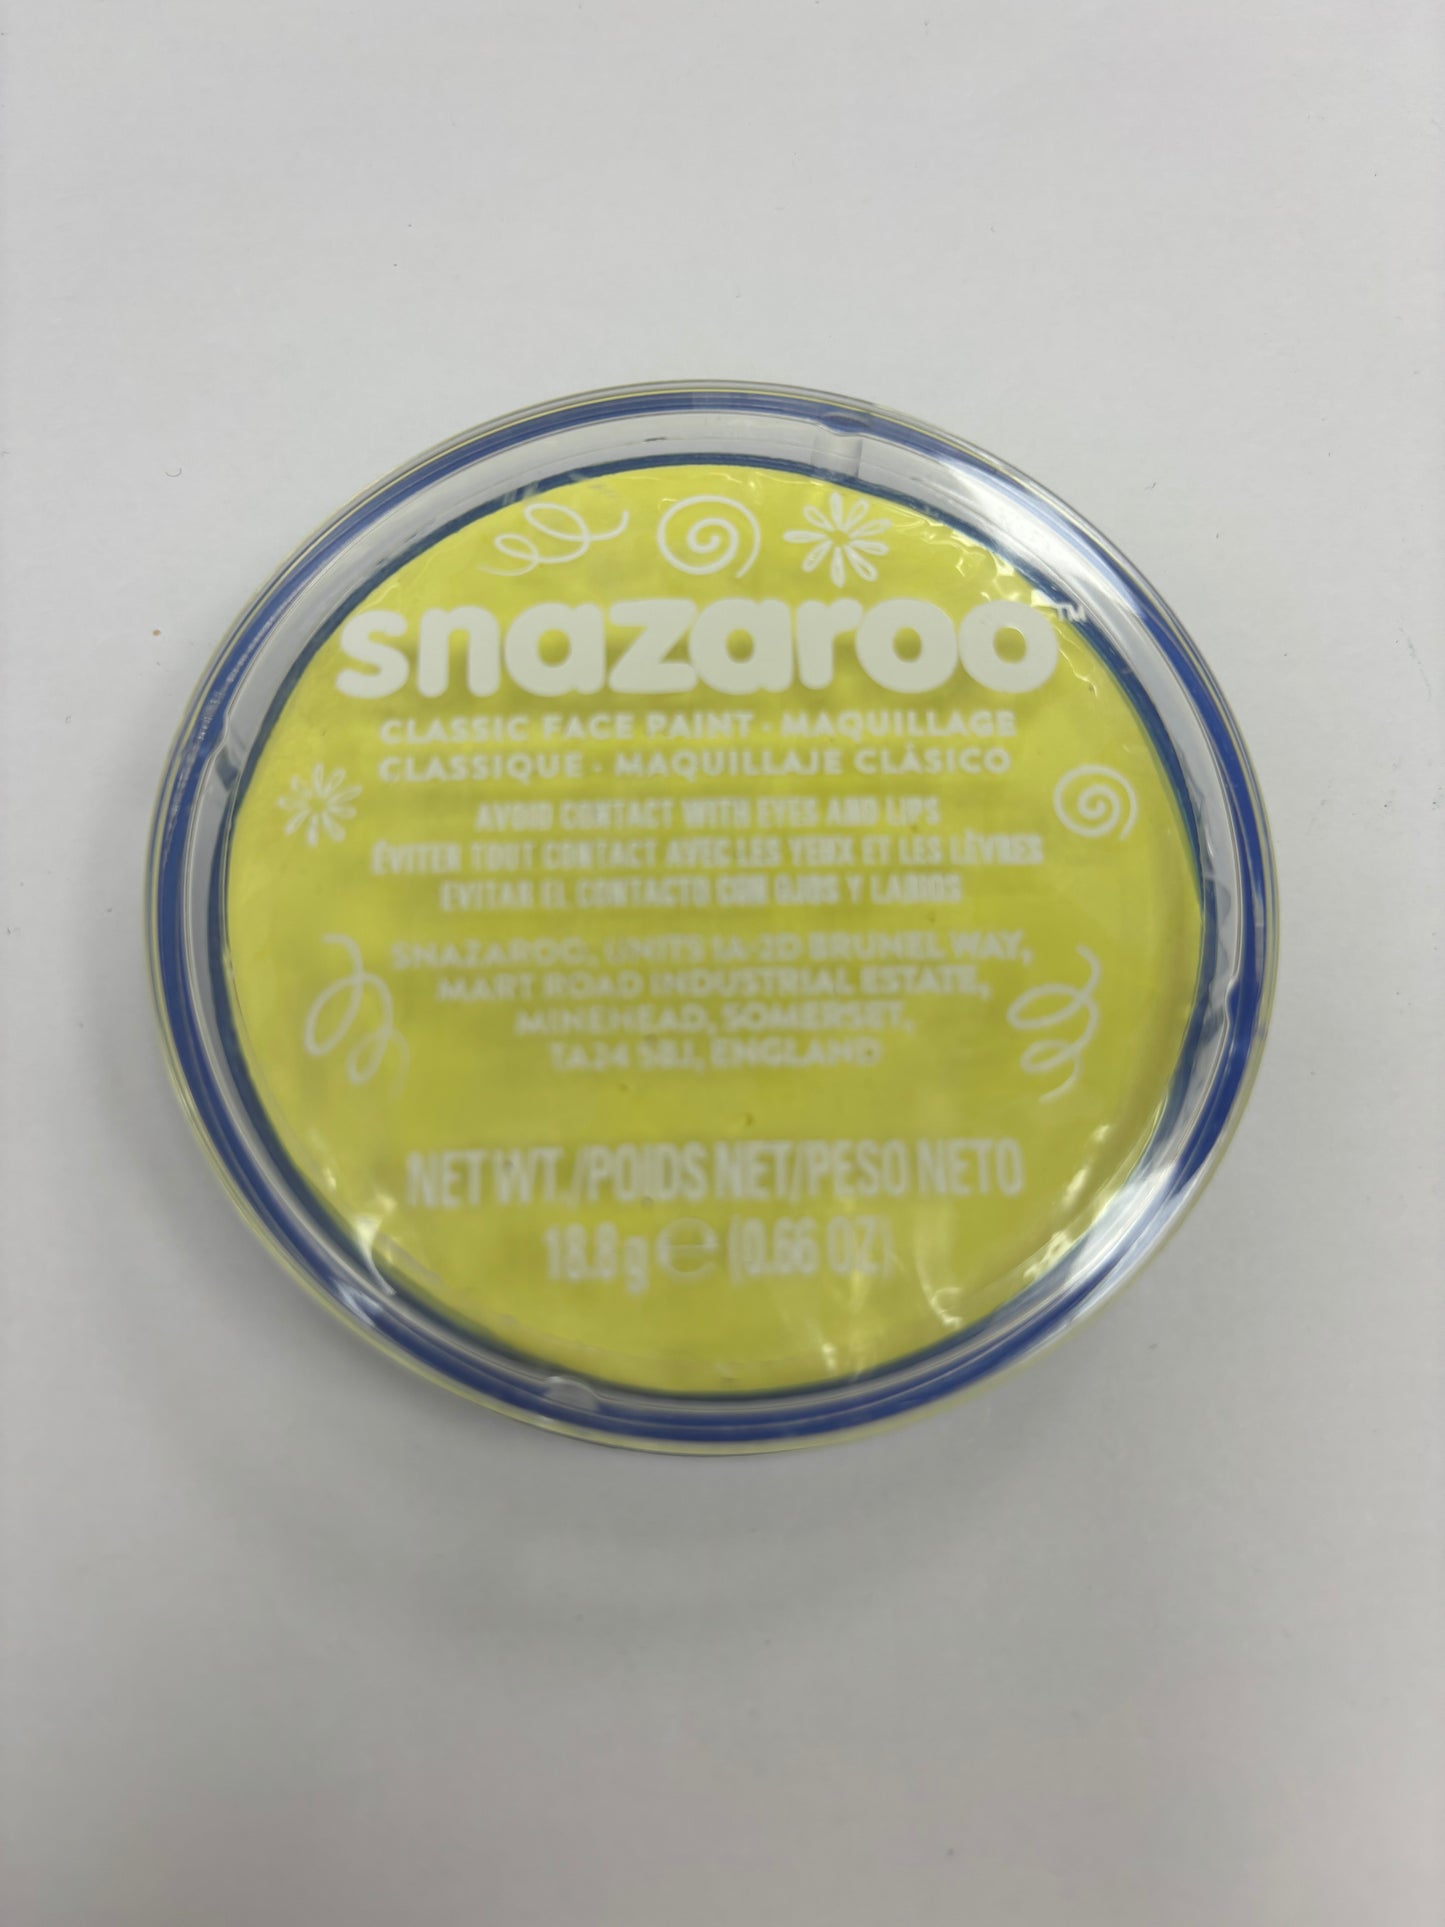 snazaroo™
CLASSIC FACE PAINT · MAQUILLAGE
CLASSIQUE · MAQUILLAJE CLÁSICO
AVOID CONTACT WITH EYES AND LIPS
ÉVITER TOUT CONTACT AVEC LES YEUX ET LES LÈVRES
EVITAR EL CONTACTO CON OJOS Y LABIOS
SNAZAROO, UNITS 1A-2D BRUNEL WAY,
MART ROAD INDUSTRIAL ESTATE,
MINEHEAD, SOMERSET,
TA24 5BJ, ENGLAND
NET WT./POIDS NET/PESO NETO
18.8 g ℮ (0.66 OZ)